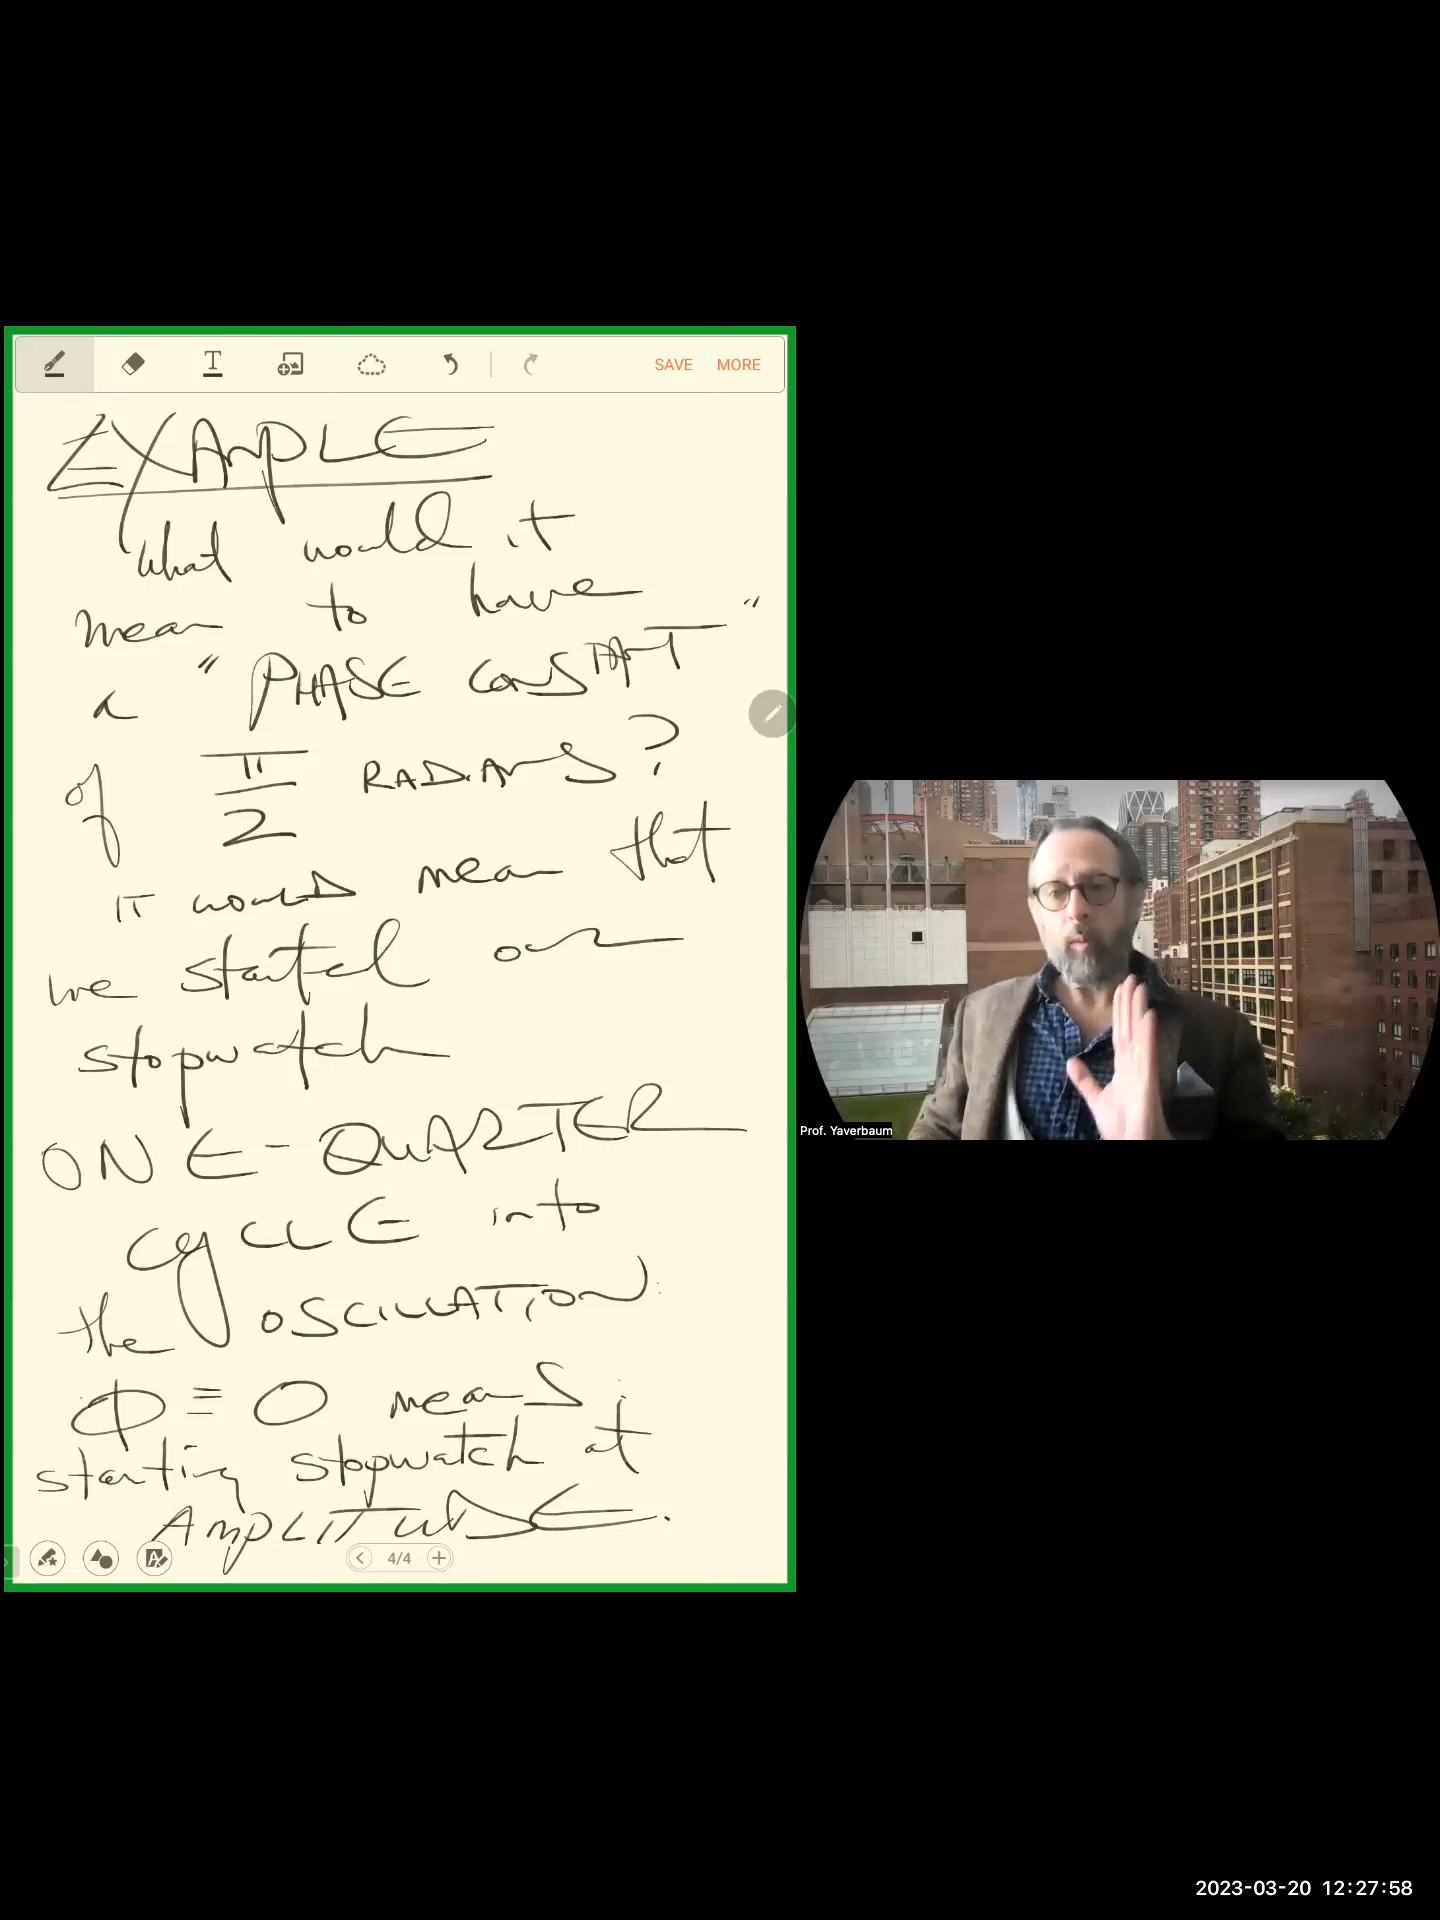 SAVE MORE
EXAMPLE
What would it
mean to have
a "PHASE CONSTANT"
of π/2 RADIANS?
IT WOULD mean that
we started our
stopwatch
ONE-QUARTER
CYCLE into
the OSCILLATION.
Φ ≡ 0 means
starting stopwatch at
AMPLITUDE.
4/4
Prof. Yaverbaum
2023-03-20 12:27:58